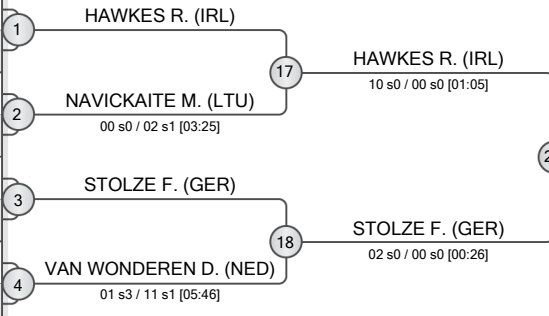 1
HAWKES R. (IRL)
17
HAWKES R. (IRL)
10 s0 / 00 s0 [01:05]
2
NAVICKAITE M. (LTU)
00 s0 / 02 s1 [03:25]
3
STOLZE F. (GER)
18
STOLZE F. (GER)
02 s0 / 00 s0 [00:26]
4
VAN WONDEREN D. (NED)
01 s3 / 11 s1 [05:46]